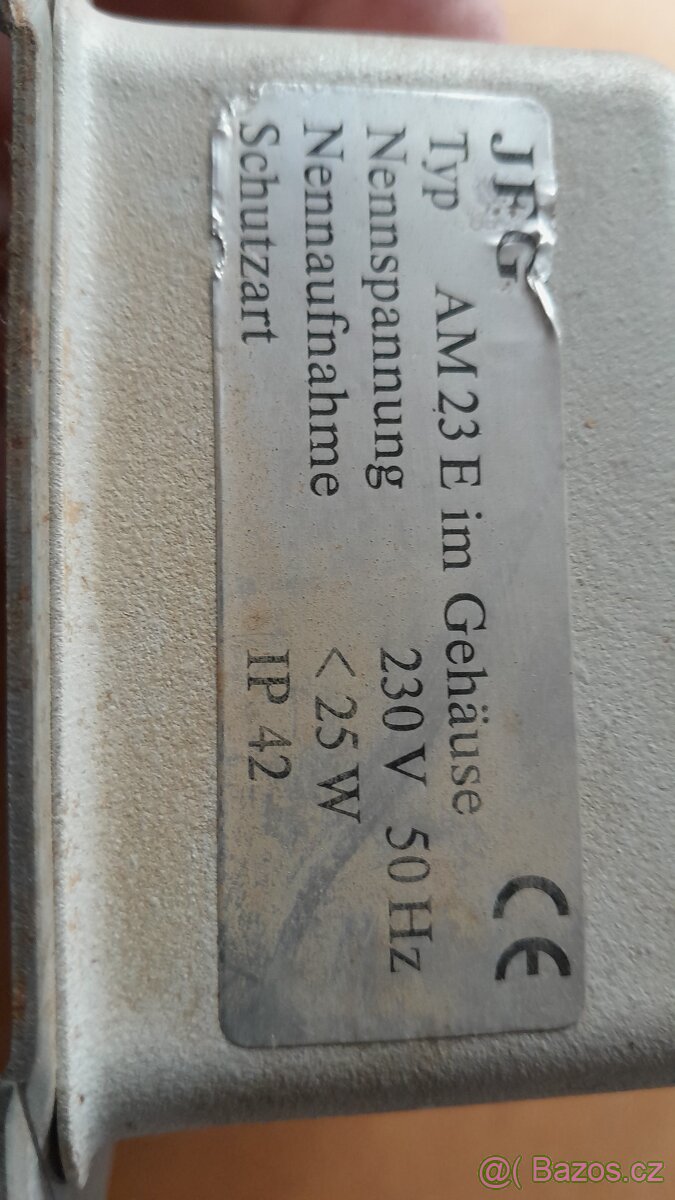 JFG
Typ AM 23 E im Gehäuse CE
Nennspannung 230 V 50 Hz
Nennaufnahme < 25 W
Schutzart IP 42
@( Bazos.cz